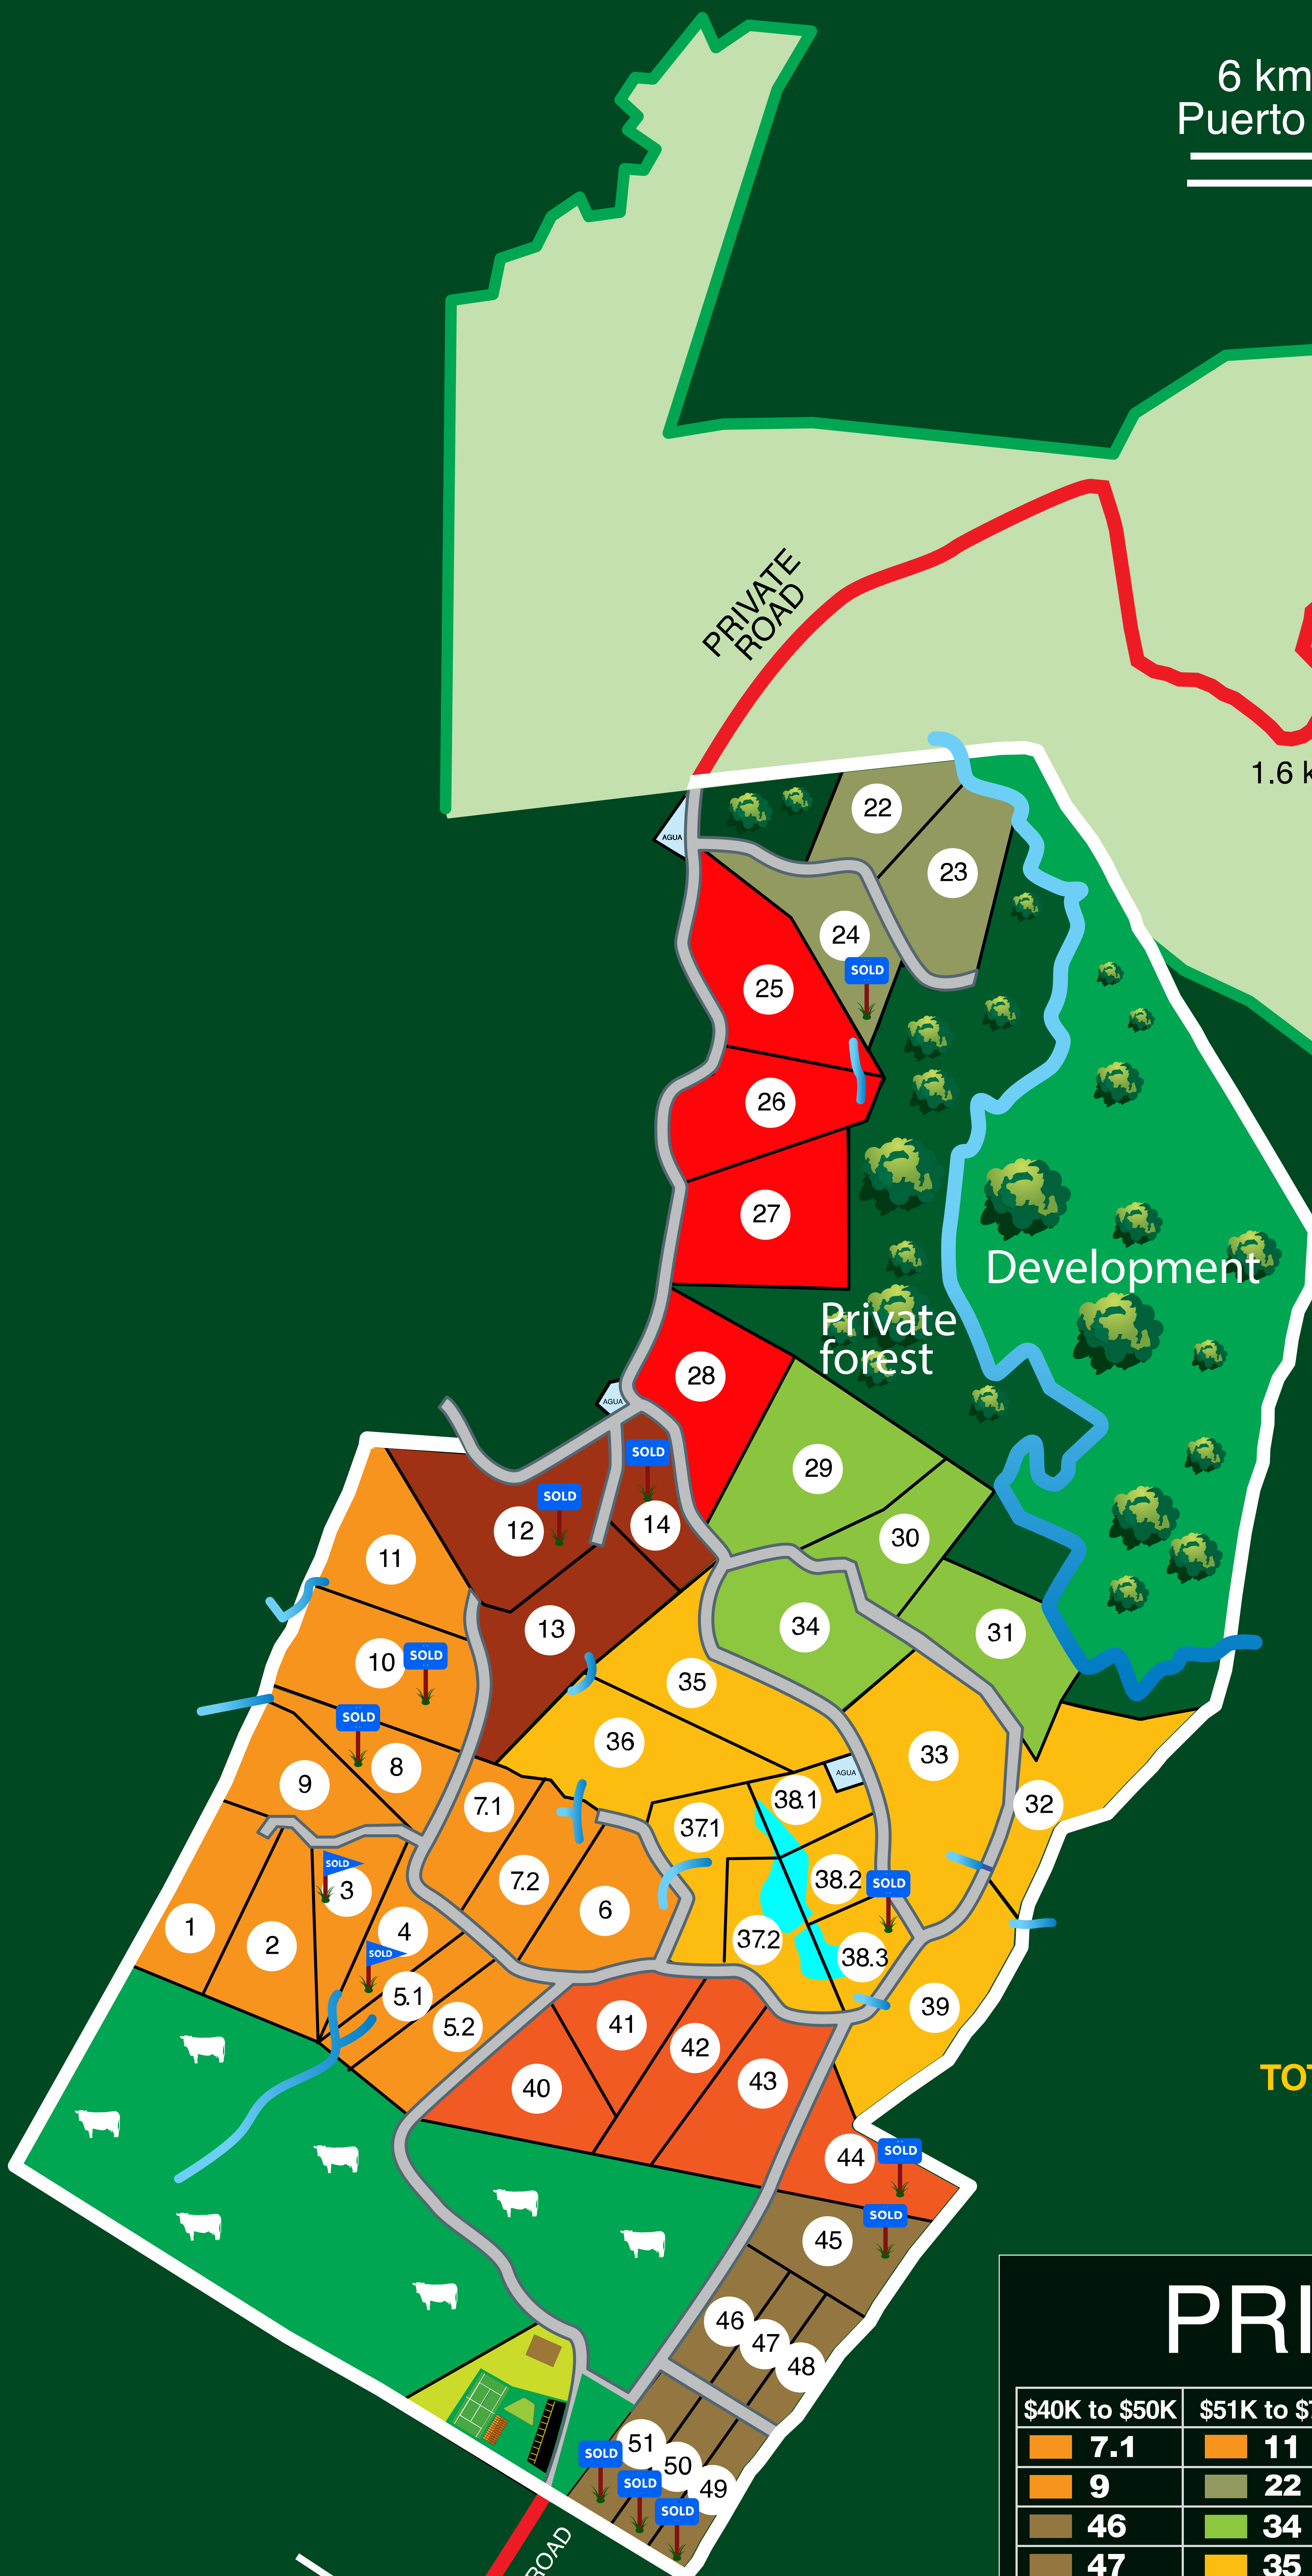 6 km
Puerto
PRIVATE
ROAD
1.6 k
AGUA
22
23
24
SOLD
25
26
27
Development
Private
forest
28
AGUA
SOLD
14
SOLD
12
29
30
11
13
34
31
10
SOLD
35
SOLD
8
36
33
9
AGUA
38.1
32
7.1
37.1
SOLD
3
7.2
38.2
SOLD
6
1
2
4
SOLD
37.2
38.3
5.1
39
5.2
41
42
43
40
TOT
44
SOLD
45
SOLD
46
47
48
PRI
$40K to $50K
$51K to $
7.1
11
9
22
46
34
47
35
51
SOLD
50
SOLD
49
SOLD
ROAD